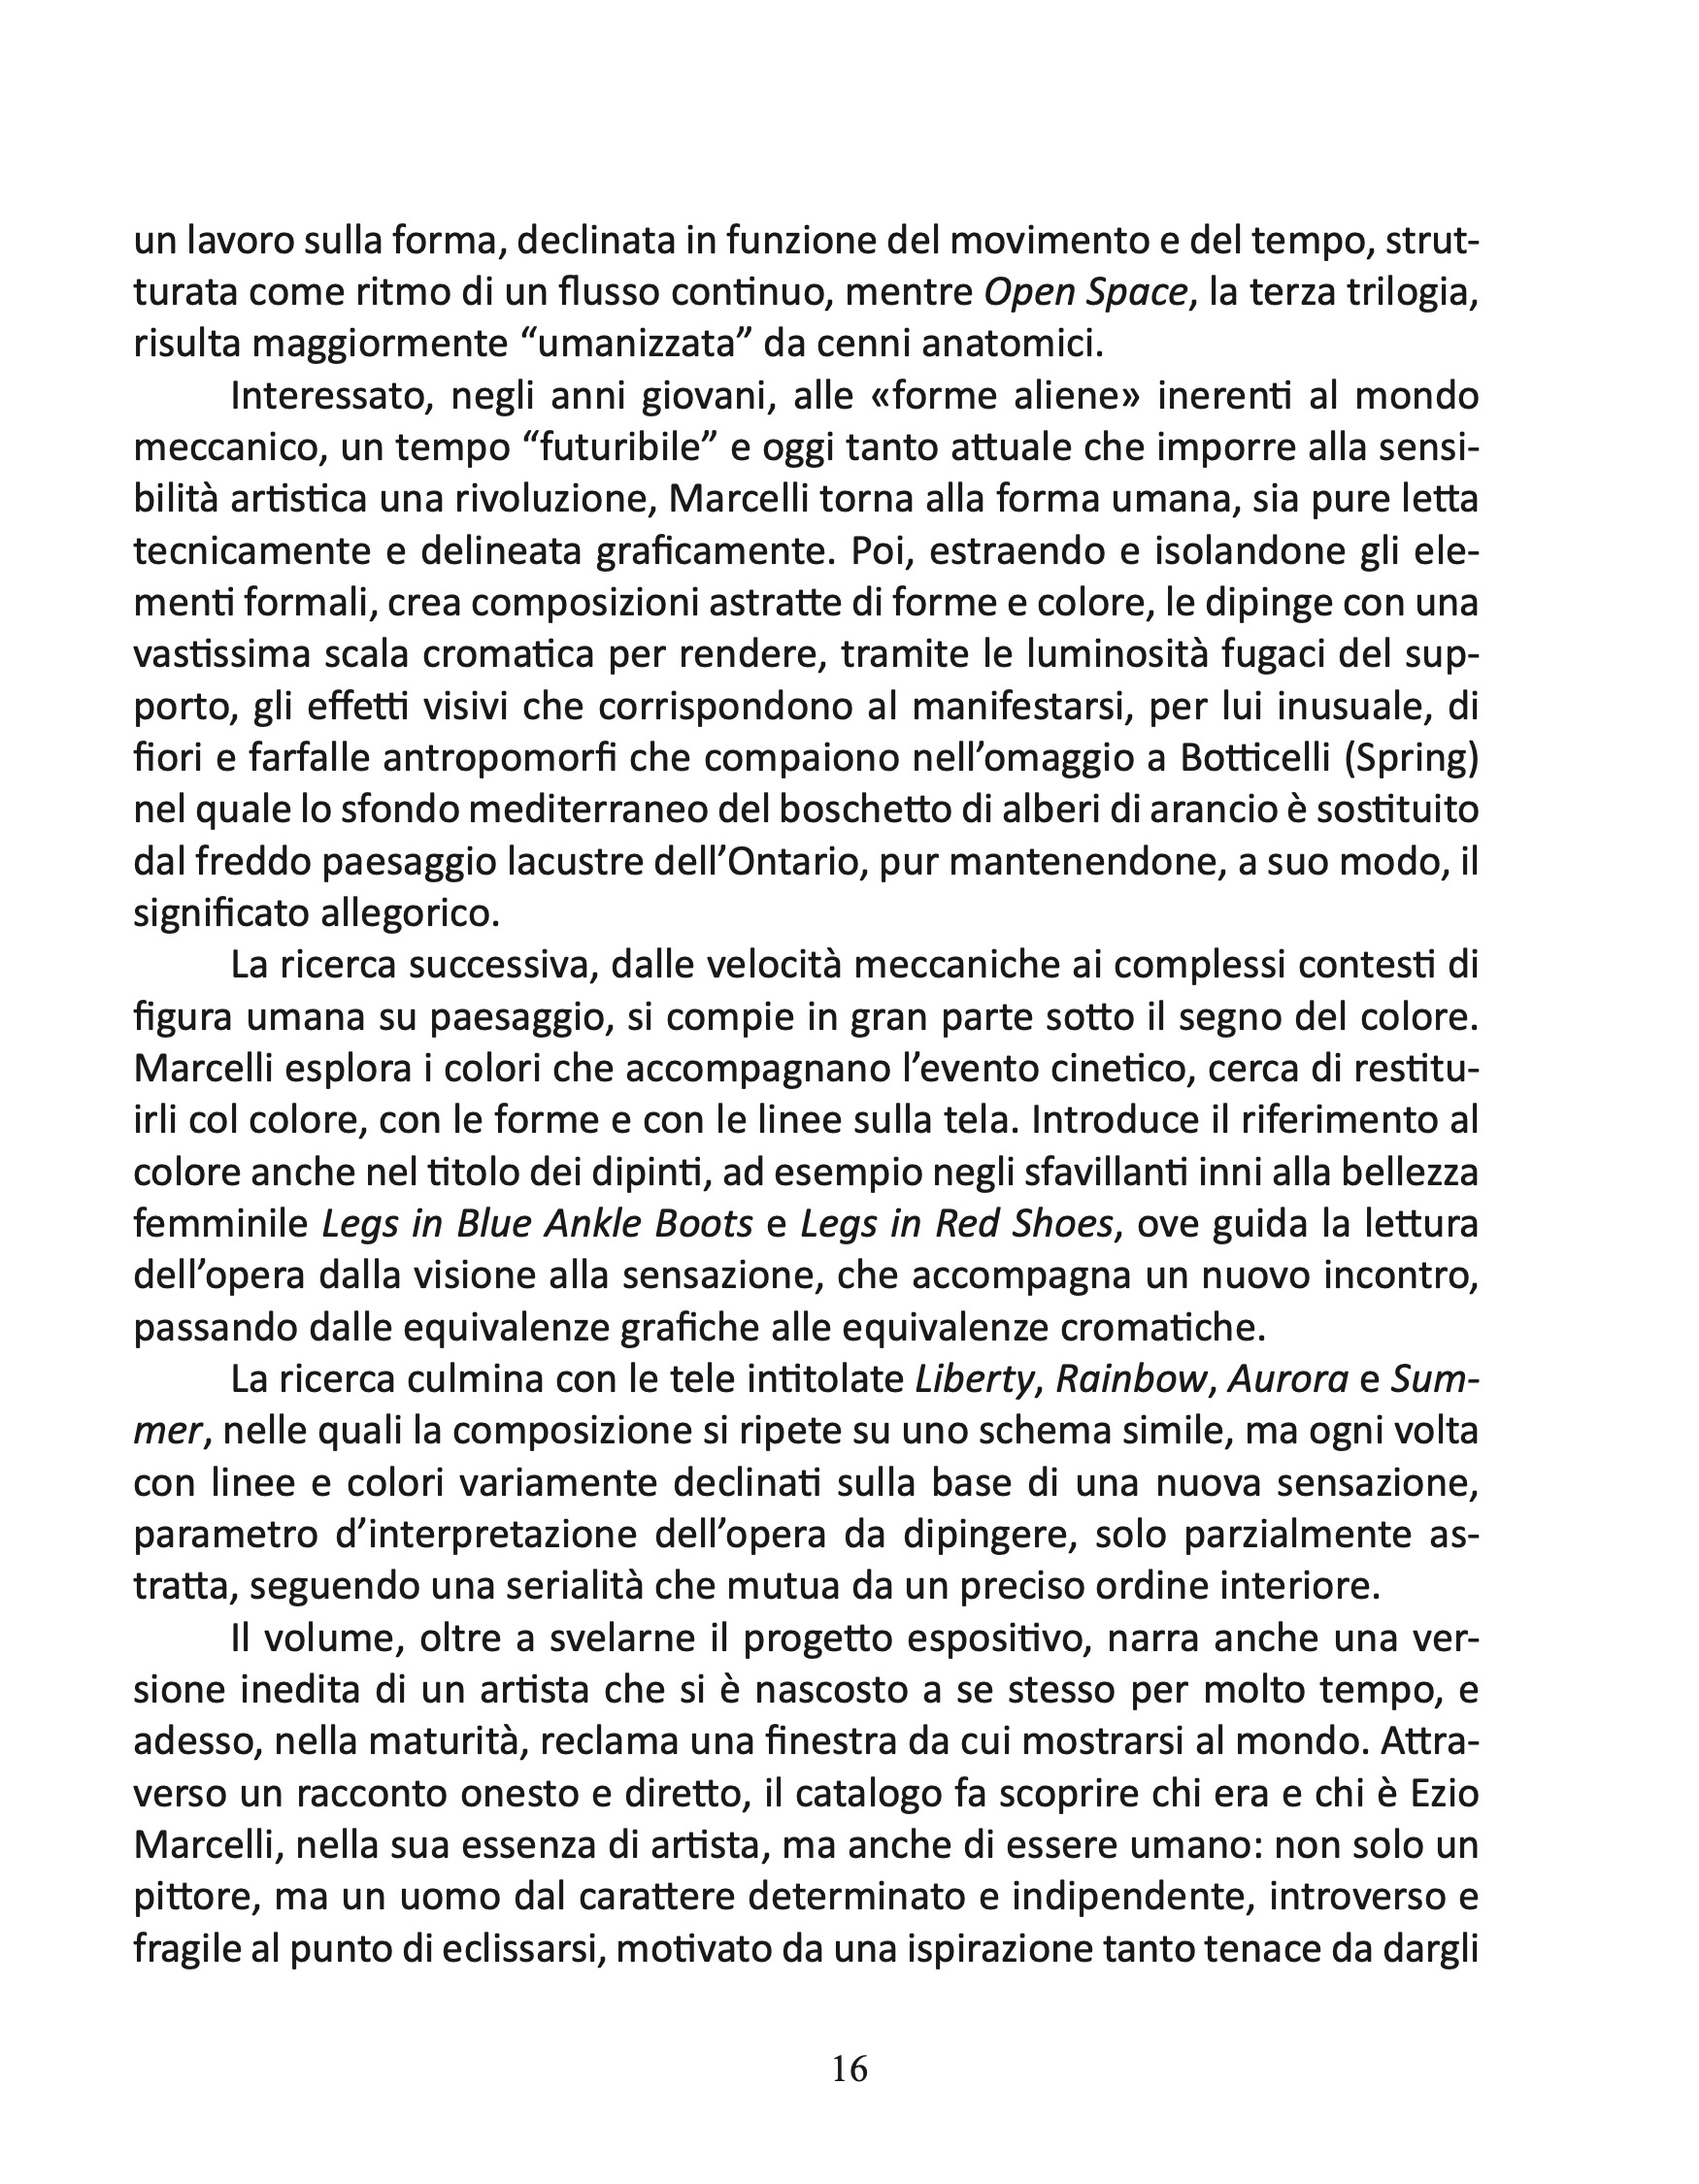 un lavoro sulla forma, declinata in funzione del movimento e del tempo, strut-
turata come ritmo di un flusso continuo, mentre Open Space, la terza trilogia,
risulta maggiormente “umanizzata” da cenni anatomici.
Interessato, negli anni giovani, alle «forme aliene» inerenti al mondo
meccanico, un tempo “futuribile” e oggi tanto attuale che imporre alla sensi-
bilità artistica una rivoluzione, Marcelli torna alla forma umana, sia pure letta
tecnicamente e delineata graficamente. Poi, estraendo e isolandone gli ele-
menti formali, crea composizioni astratte di forme e colore, le dipinge con una
vastissima scala cromatica per rendere, tramite le luminosità fugaci del sup-
porto, gli effetti visivi che corrispondono al manifestarsi, per lui inusuale, di
fiori e farfalle antropomorfi che compaiono nell’omaggio a Botticelli (Spring)
nel quale lo sfondo mediterraneo del boschetto di alberi di arancio è sostituito
dal freddo paesaggio lacustre dell’Ontario, pur mantenendone, a suo modo, il
significato allegorico.
La ricerca successiva, dalle velocità meccaniche ai complessi contesti di
figura umana su paesaggio, si compie in gran parte sotto il segno del colore.
Marcelli esplora i colori che accompagnano l’evento cinetico, cerca di restitu-
irli col colore, con le forme e con le linee sulla tela. Introduce il riferimento al
colore anche nel titolo dei dipinti, ad esempio negli sfavillanti inni alla bellezza
femminile Legs in Blue Ankle Boots e Legs in Red Shoes, ove guida la lettura
dell’opera dalla visione alla sensazione, che accompagna un nuovo incontro,
passando dalle equivalenze grafiche alle equivalenze cromatiche.
La ricerca culmina con le tele intitolate Liberty, Rainbow, Aurora e Sum-
mer, nelle quali la composizione si ripete su uno schema simile, ma ogni volta
con linee e colori variamente declinati sulla base di una nuova sensazione,
parametro d’interpretazione dell’opera da dipingere, solo parzialmente as-
tratta, seguendo una serialità che mutua da un preciso ordine interiore.
Il volume, oltre a svelarne il progetto espositivo, narra anche una ver-
sione inedita di un artista che si è nascosto a se stesso per molto tempo, e
adesso, nella maturità, reclama una finestra da cui mostrarsi al mondo. Attra-
verso un racconto onesto e diretto, il catalogo fa scoprire chi era e chi è Ezio
Marcelli, nella sua essenza di artista, ma anche di essere umano: non solo un
pittore, ma un uomo dal carattere determinato e indipendente, introverso e
fragile al punto di eclissarsi, motivato da una ispirazione tanto tenace da dargli
16